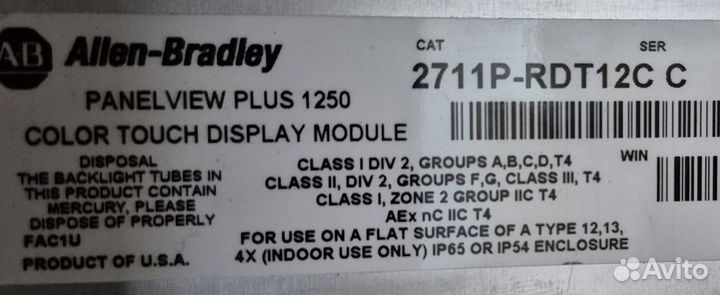 AB Allen-Bradley
PANELVIEW PLUS 1250
COLOR TOUCH DISPLAY MODULE
CAT SER
2711P-RDT12C C
DISPOSAL
THE BACKLIGHT TUBES IN
THIS PRODUCT CONTAIN
MERCURY, PLEASE
DISPOSE OF PROPERLY
FAC1U
PRODUCT OF U.S.A.
CLASS I DIV 2, GROUPS A,B,C,D,T4
CLASS II, DIV 2, GROUPS F,G, CLASS III, T4
CLASS I, ZONE 2 GROUP IIC T4
AEx nC IIC T4
FOR USE ON A FLAT SURFACE OF A TYPE 12,13,
4X (INDOOR USE ONLY) IP65 OR IP54 ENCLOSURE
WIN
Avito